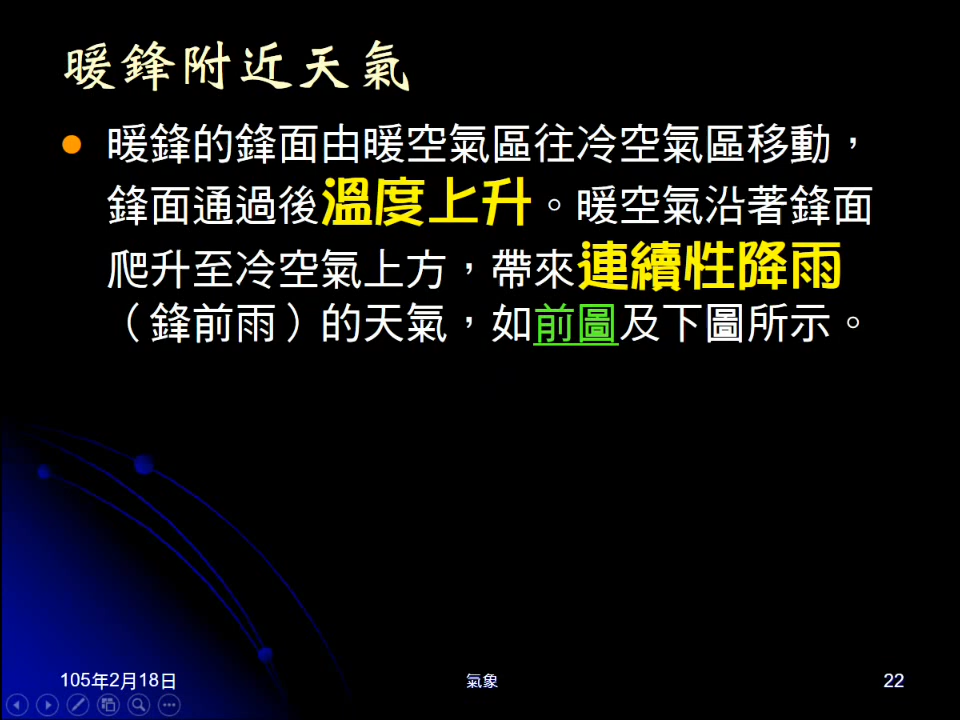 暖鋒附近天氣
暖鋒的鋒面由暖空氣區往冷空氣區移動，
鋒面通過後溫度上升。暖空氣沿著鋒面
爬升至冷空氣上方，帶來連續性降雨
（鋒前雨）的天氣，如前圖及下圖所示。
105年2月18日
氣象
22